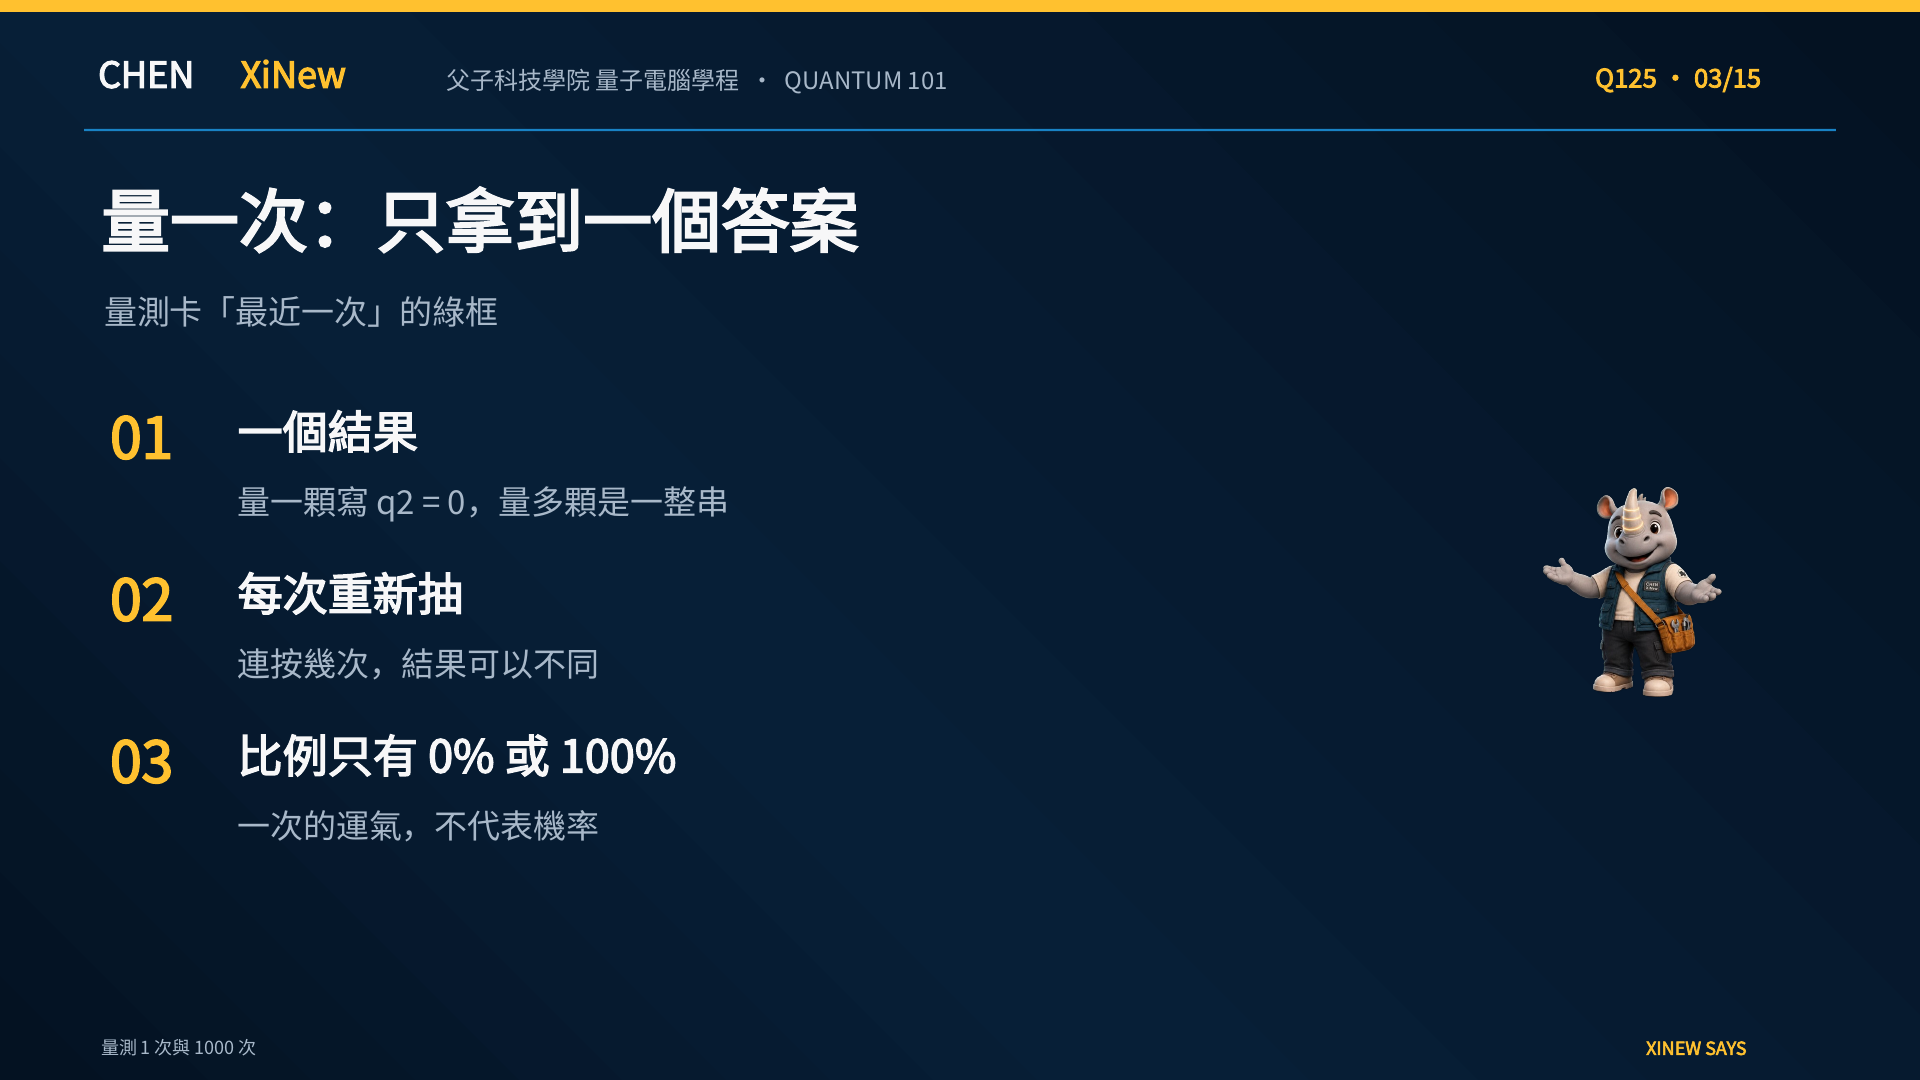 CHEN XiNew 父子科技學院 量子電腦學程 • QUANTUM 101 Q125 • 03/15
量一次：只拿到一個答案
量測卡「最近一次」的綠框
01 一個結果
量一顆寫 q2 = 0，量多顆是一整串
02 每次重新抽
連按幾次，結果可以不同
03 比例只有 0% 或 100%
一次的運氣，不代表機率
量測 1 次與 1000 次
XINEW SAYS